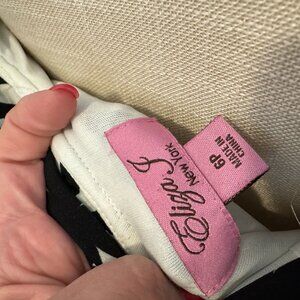 Eliza J
New York
6P
MADE IN
CHINA